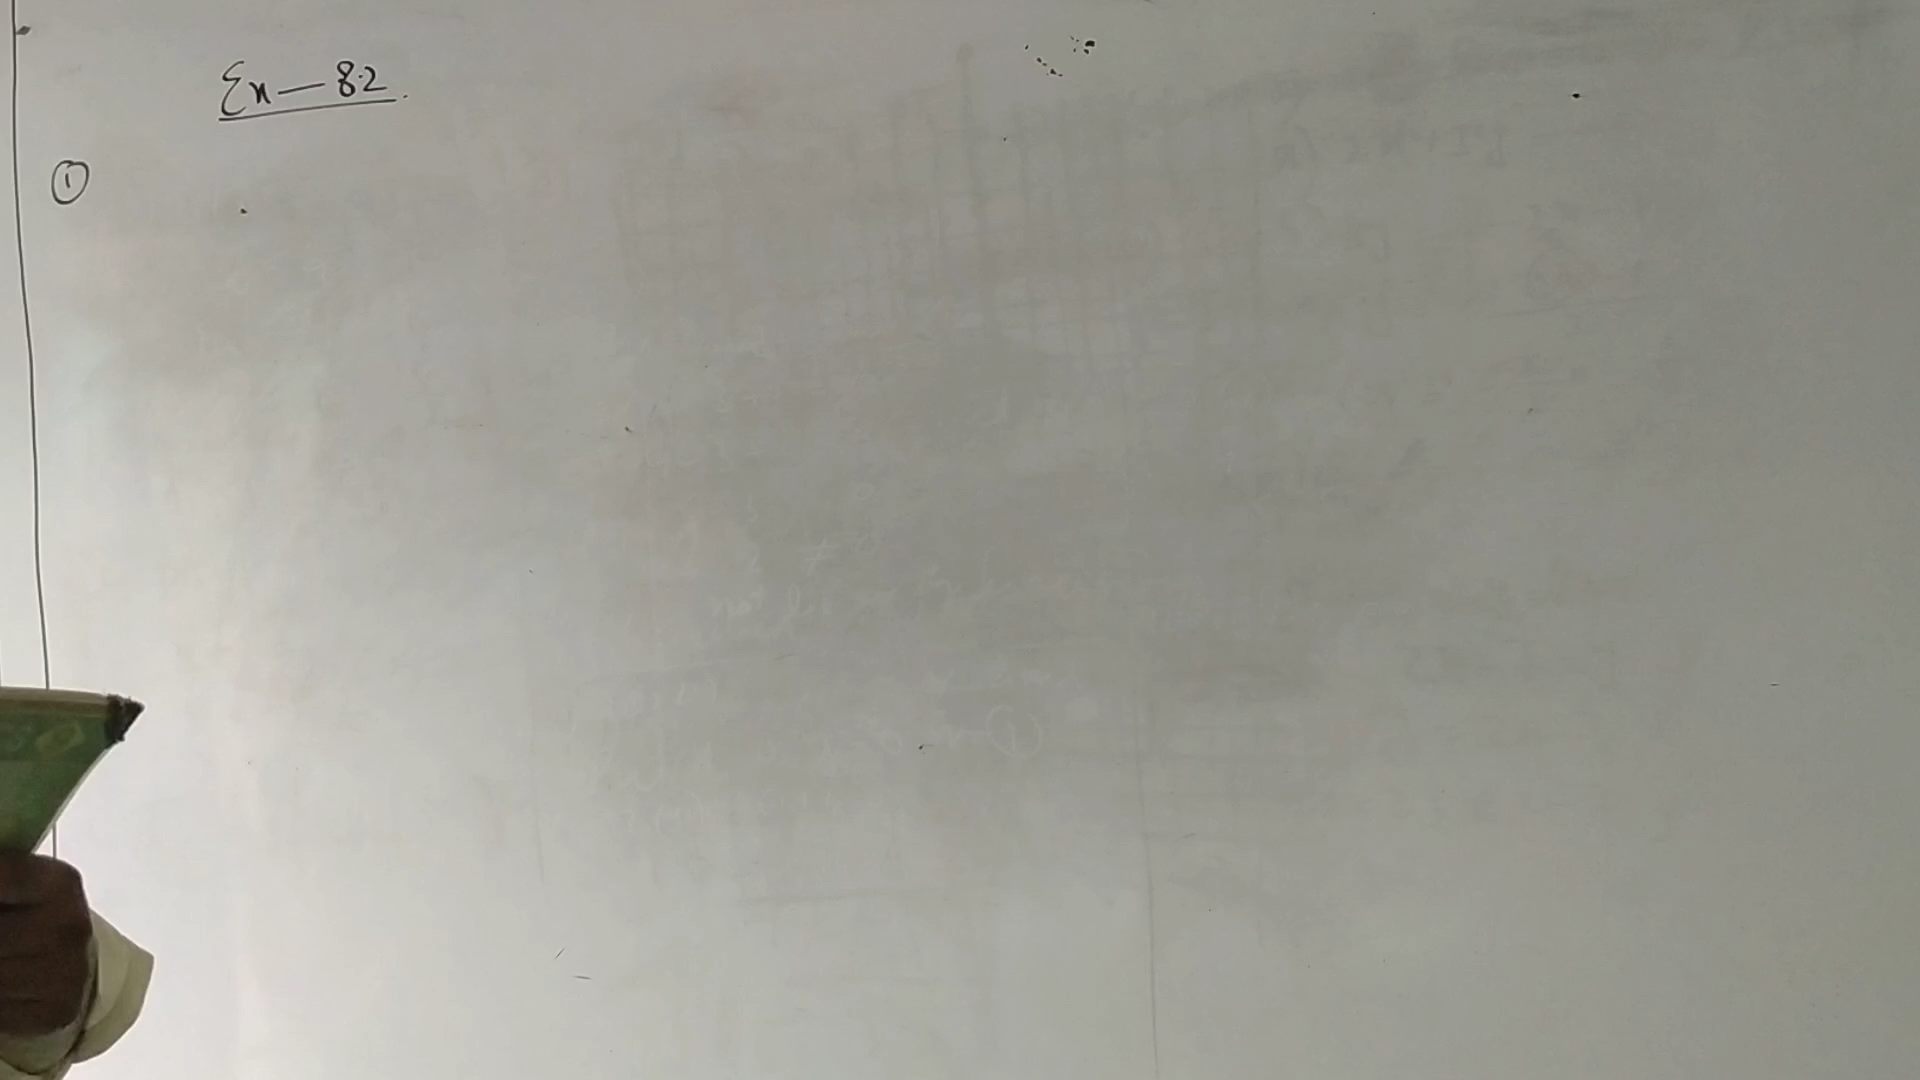 Ex — 8.2.
①